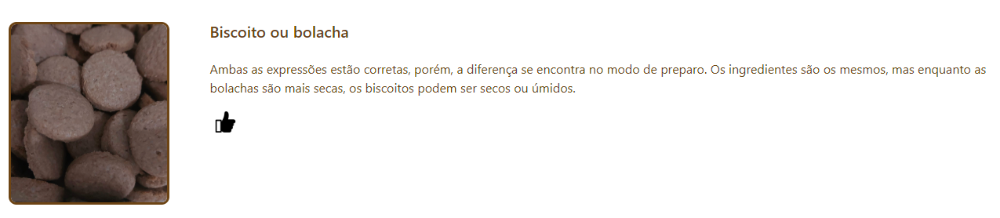 Biscoito ou bolacha
Ambas as expressões estão corretas, porém, a diferença se encontra no modo de preparo. Os ingredientes são os mesmos, mas enquanto as
bolachas são mais secas, os biscoitos podem ser secos ou úmidos.